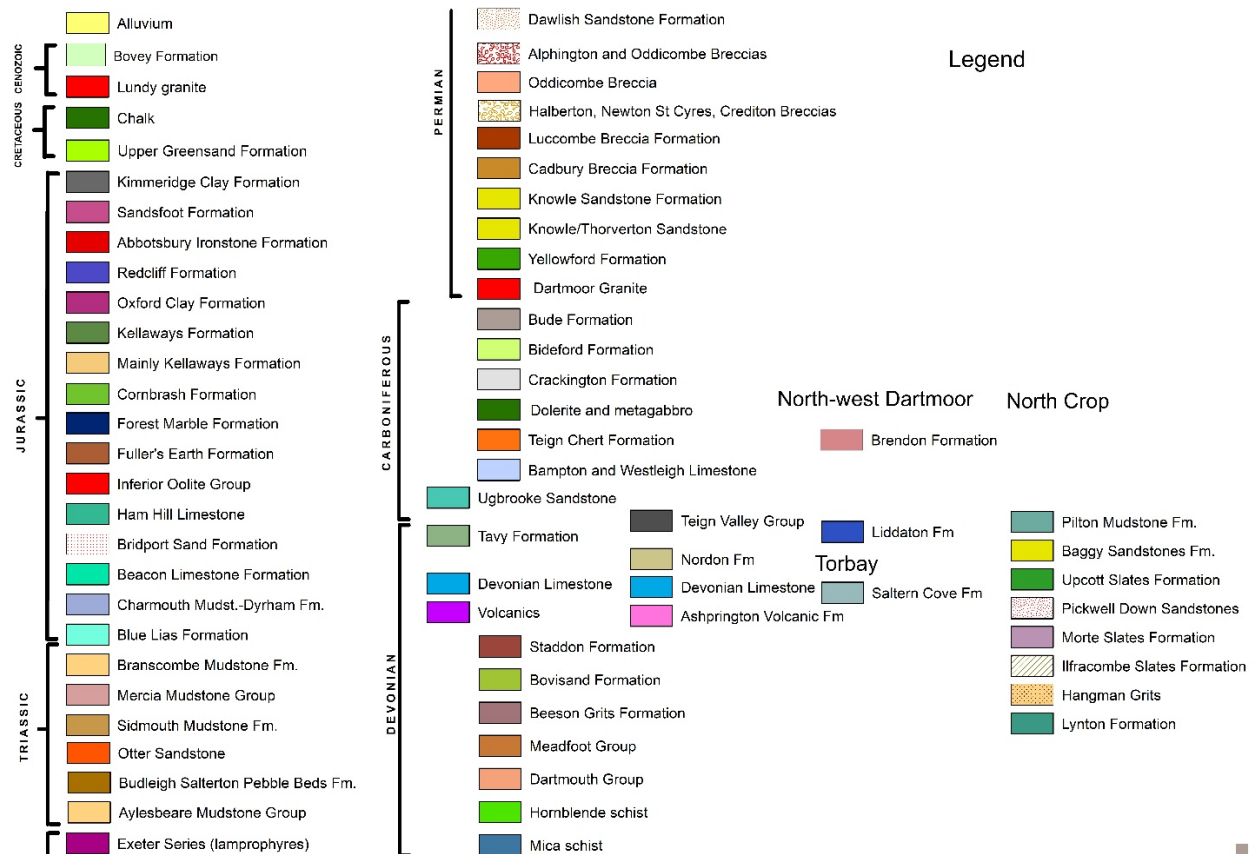 Legend
CENOZOIC
Alluvium
Bovey Formation
Lundy granite
CRETACEOUS
Chalk
Upper Greensand Formation
JURASSIC
Kimmeridge Clay Formation
Sandsfoot Formation
Abbotsbury Ironstone Formation
Redcliff Formation
Oxford Clay Formation
Kellaways Formation
Mainly Kellaways Formation
Cornbrash Formation
Forest Marble Formation
Fuller's Earth Formation
Inferior Oolite Group
Ham Hill Limestone
Bridport Sand Formation
Beacon Limestone Formation
Charmouth Mudst.-Dyrham Fm.
Blue Lias Formation
TRIASSIC
Branscombe Mudstone Fm.
Mercia Mudstone Group
Sidmouth Mudstone Fm.
Otter Sandstone
Budleigh Salterton Pebble Beds Fm.
Aylesbeare Mudstone Group
Exeter Series (lamprophyres)
PERMIAN
Dawlish Sandstone Formation
Alphington and Oddicombe Breccias
Oddicombe Breccia
Halberton, Newton St Cyres, Crediton Breccias
Luccombe Breccia Formation
Cadbury Breccia Formation
Knowle Sandstone Formation
Knowle/Thorverton Sandstone
Yellowford Formation
Dartmoor Granite
CARBONIFEROUS
Bude Formation
Bideford Formation
Crackington Formation
Dolerite and metagabbro
Teign Chert Formation
Bampton and Westleigh Limestone
Ugbrooke Sandstone
DEVONIAN
Tavy Formation
Devonian Limestone
Volcanics
Teign Valley Group
Nordon Fm
Devonian Limestone
Ashprington Volcanic Fm
Staddon Formation
Bovisand Formation
Beeson Grits Formation
Meadfoot Group
Dartmouth Group
Hornblende schist
Mica schist
North-west Dartmoor
Brendon Formation
Liddaton Fm
Torbay
Saltern Cove Fm
North Crop
Pilton Mudstone Fm.
Baggy Sandstones Fm.
Upcott Slates Formation
Pickwell Down Sandstones
Morte Slates Formation
Ilfracombe Slates Formation
Hangman Grits
Lynton Formation